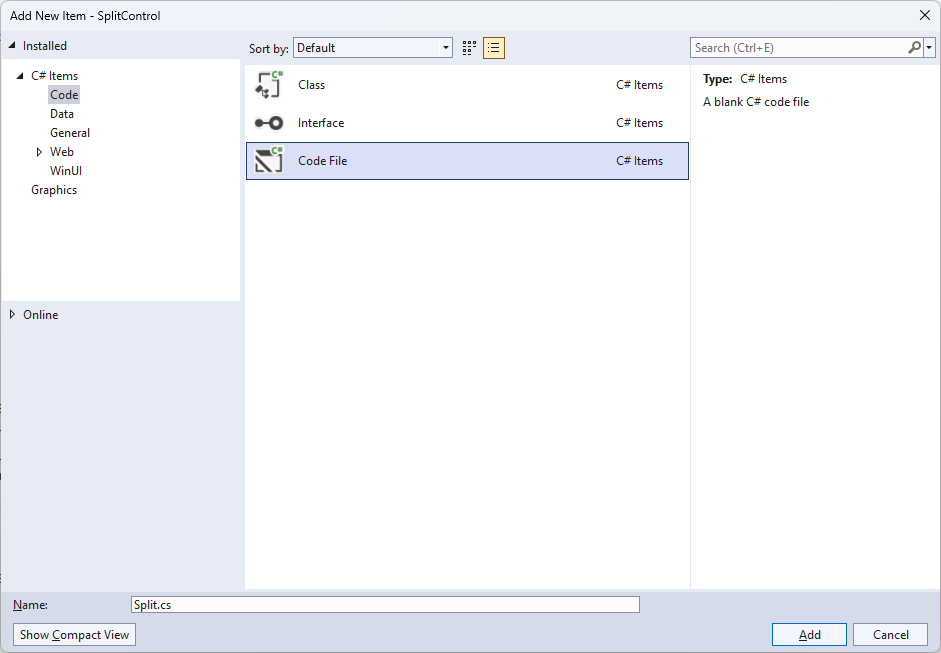 Add New Item - SplitControl
Installed
C# Items
Code
Data
General
Web
WinUI
Graphics
Online
Sort by: Default
Class C# Items
Interface C# Items
Code File C# Items
Search (Ctrl+E)
Type: C# Items
A blank C# code file
Name: Split.cs
Show Compact View
Add
Cancel